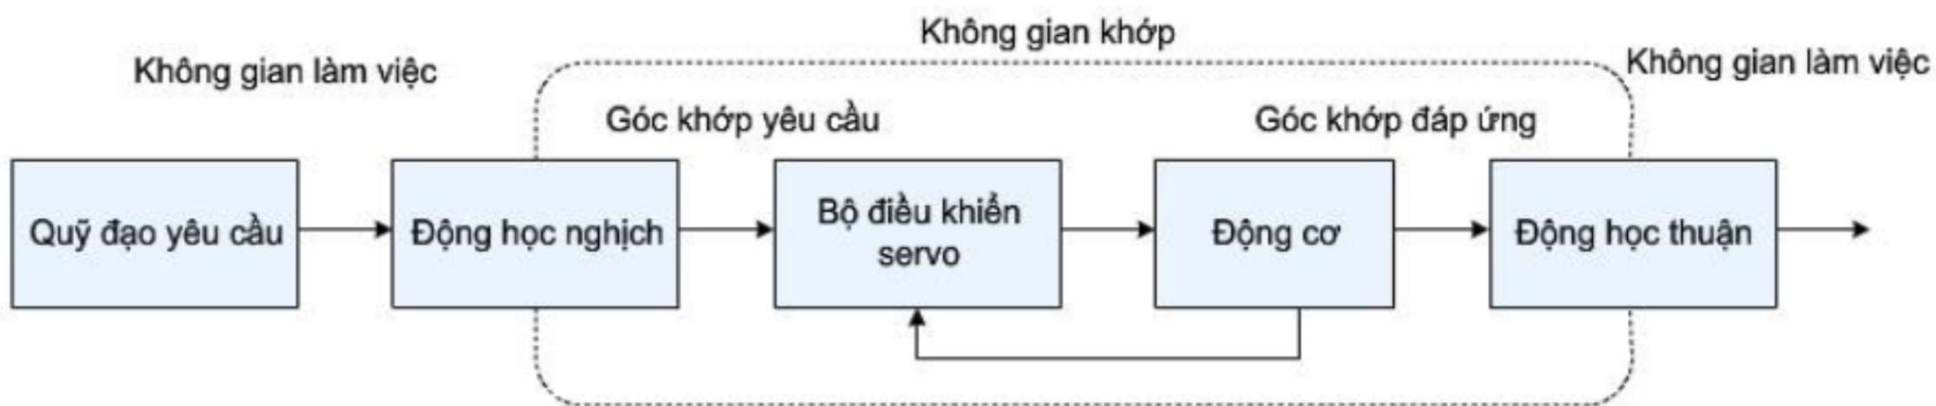 Không gian khớp
Không gian làm việc
Không gian làm việc
Góc khớp yêu cầu
Góc khớp đáp ứng
Quỹ đạo yêu cầu
Động học nghịch
Bộ điều khiển
servo
Động cơ
Động học thuận